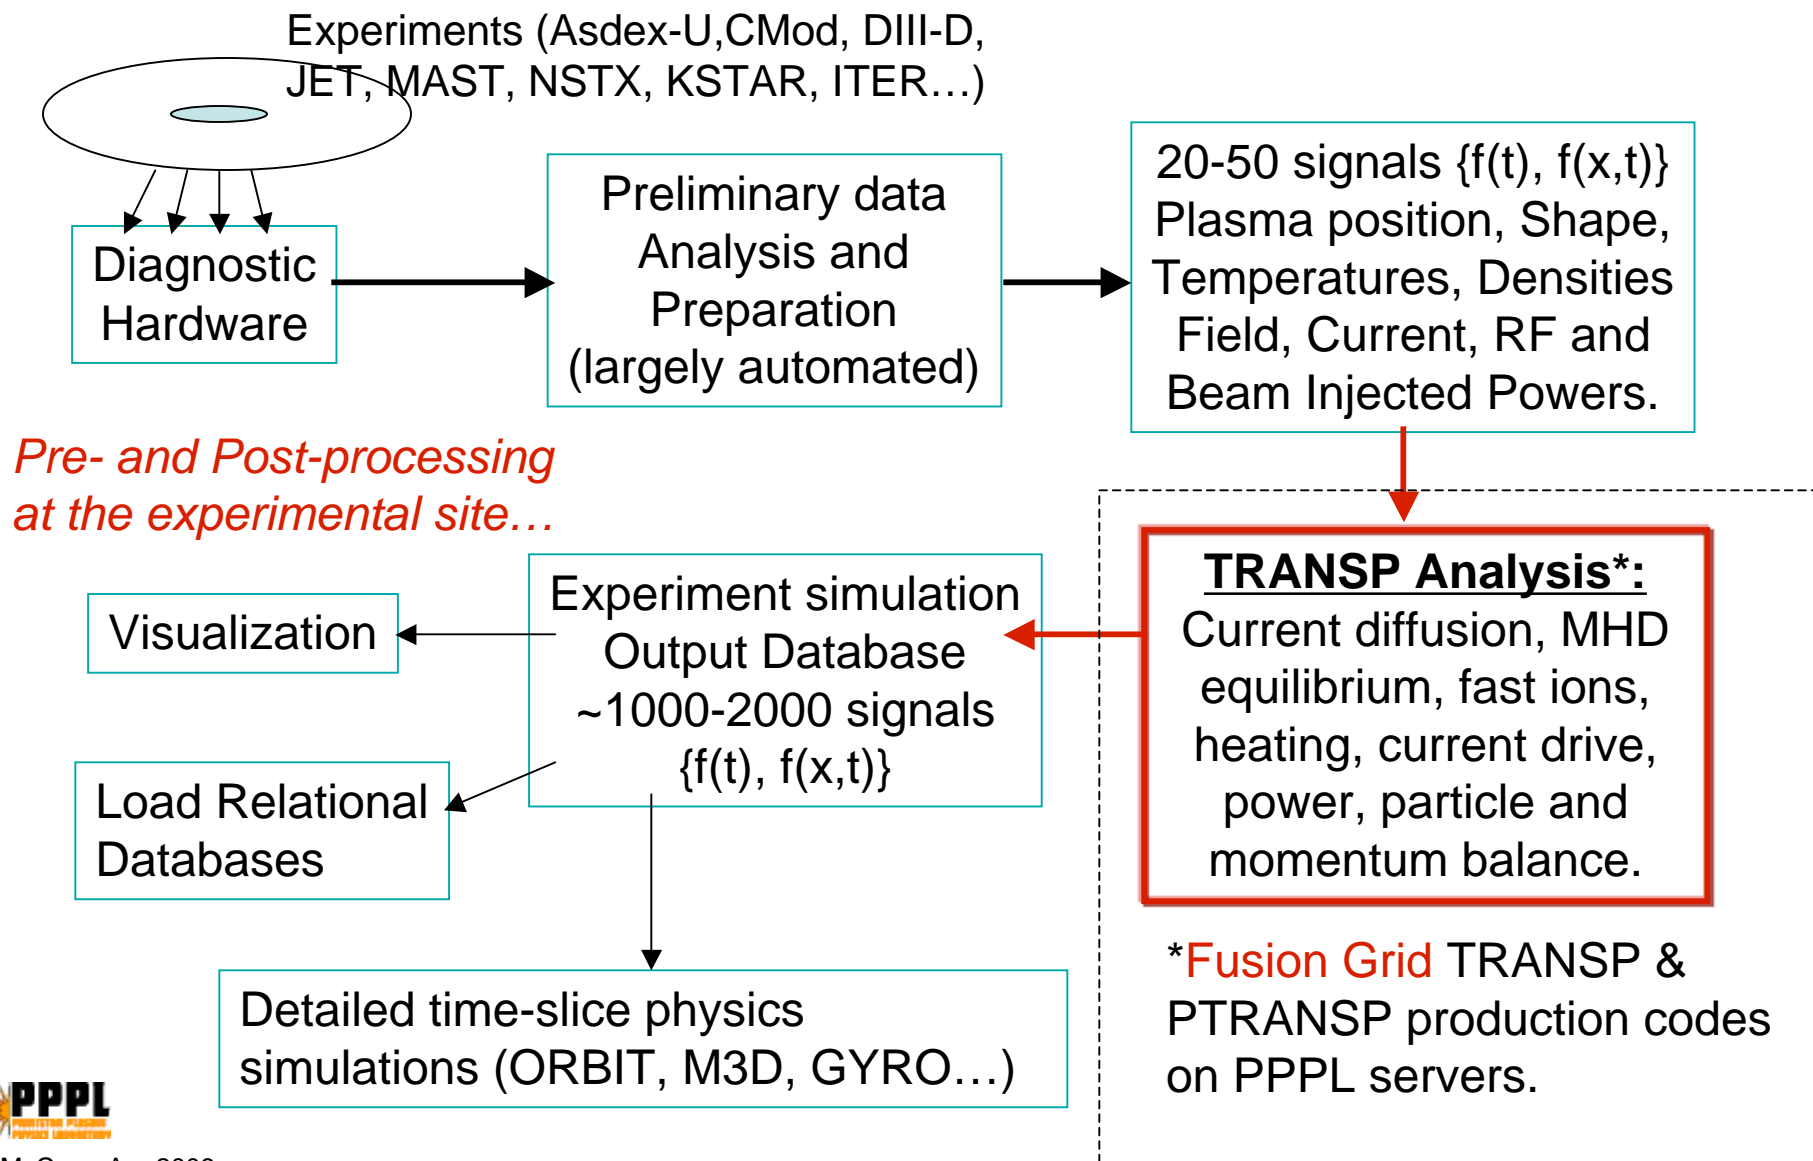 Experiments (Asdex-U,CMod, DIII-D,
JET, MAST, NSTX, KSTAR, ITER…)
Diagnostic
Hardware
Preliminary data
Analysis and
Preparation
(largely automated)
20-50 signals {f(t), f(x,t)}
Plasma position, Shape,
Temperatures, Densities
Field, Current, RF and
Beam Injected Powers.
Pre- and Post-processing
at the experimental site…
TRANSP Analysis*:
Current diffusion, MHD
equilibrium, fast ions,
heating, current drive,
power, particle and
momentum balance.
Experiment simulation
Output Database
~1000-2000 signals
{f(t), f(x,t)}
Visualization
Load Relational
Databases
Detailed time-slice physics
simulations (ORBIT, M3D, GYRO…)
*Fusion Grid TRANSP &
PTRANSP production codes
on PPPL servers.
PPPL
PRINCETON PLASMA
PHYSICS LABORATORY